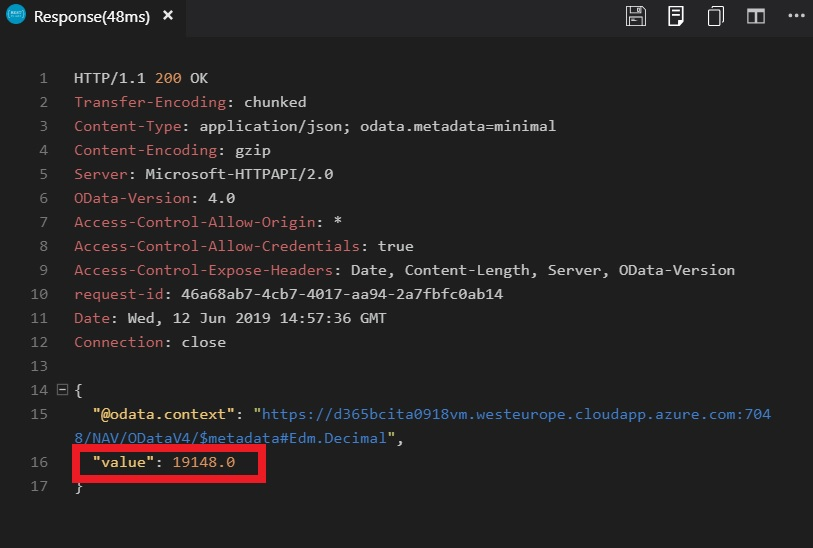 Response(48ms) ×
1 HTTP/1.1 200 OK
2 Transfer-Encoding: chunked
3 Content-Type: application/json; odata.metadata=minimal
4 Content-Encoding: gzip
5 Server: Microsoft-HTTPAPI/2.0
6 OData-Version: 4.0
7 Access-Control-Allow-Origin: *
8 Access-Control-Allow-Credentials: true
9 Access-Control-Expose-Headers: Date, Content-Length, Server, OData-Version
10 request-id: 46a68ab7-4cb7-4017-aa94-2a7fbfc0ab14
11 Date: Wed, 12 Jun 2019 14:57:36 GMT
12 Connection: close
13
14 {
15 "@odata.context": "https://d365bcita0918vm.westeurope.cloudapp.azure.com:704
8/NAV/ODataV4/$metadata#Edm.Decimal",
16 "value": 19148.0
17 }